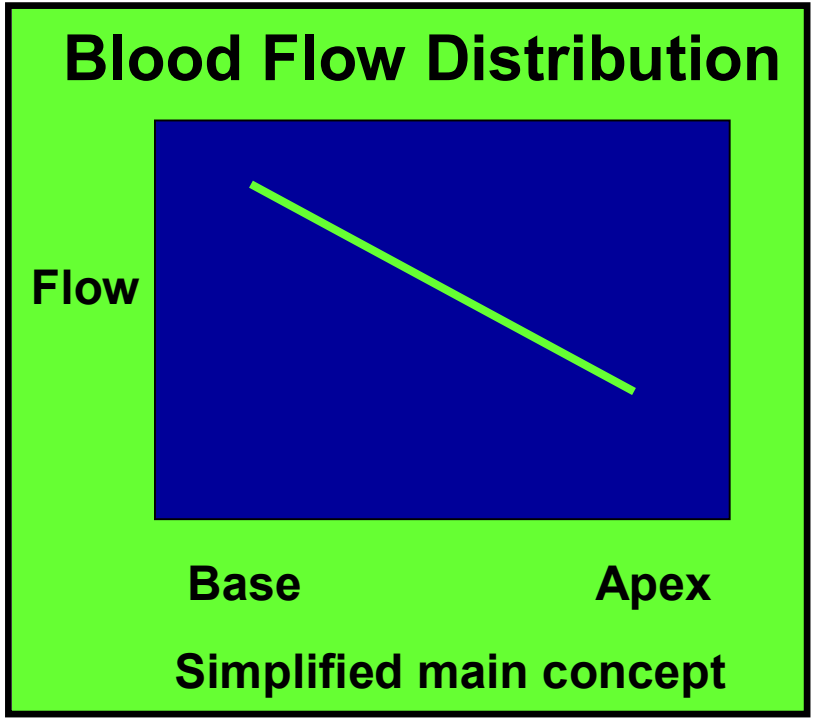 Blood Flow Distribution
Flow
Base Apex
Simplified main concept